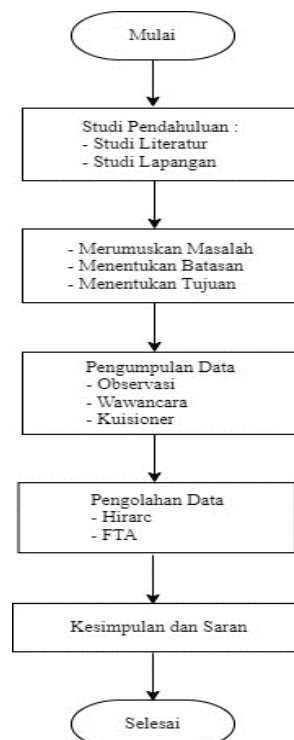 Mulai
Studi Pendahuluan :
- Studi Literatur
- Studi Lapangan
- Merumuskan Masalah
- Menentukan Batasan
- Menentukan Tujuan
Pengumpulan Data
- Observasi
- Wawancara
- Kuisioner
Pengolahan Data
- Hirarc
- FTA
Kesimpulan dan Saran
Selesai